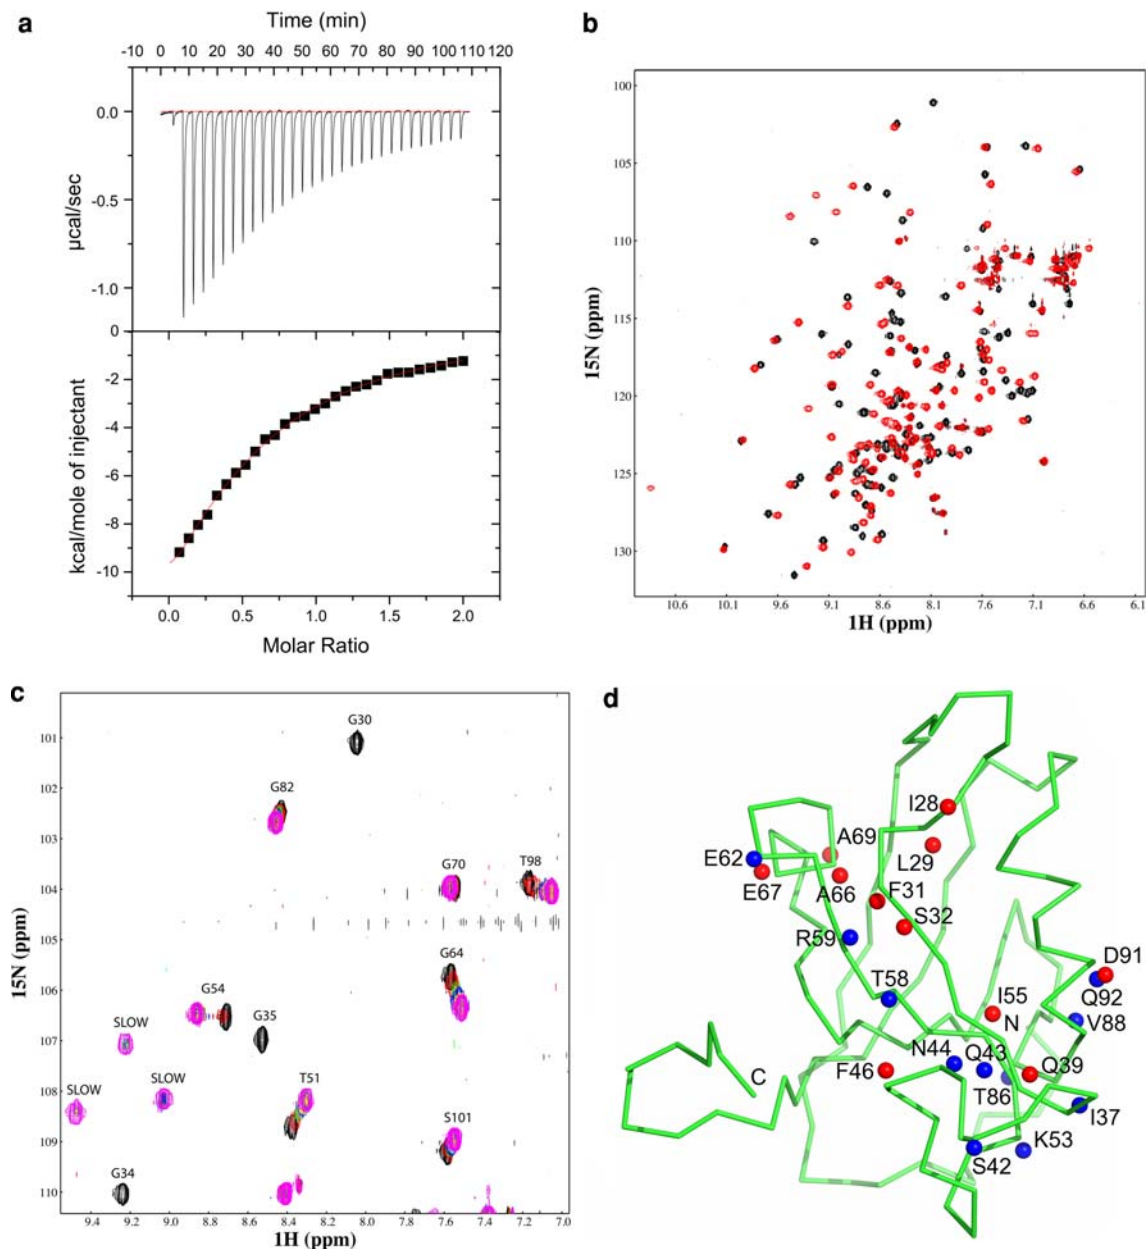 a
Time (min)
-10 0 10 20 30 40 50 60 70 80 90 100 110 120
0.0
-0.5
-1.0
µcal/sec
0
-2
-4
-6
-8
-10
kcal/mole of injectant
0.0 0.5 1.0 1.5 2.0
Molar Ratio
b
100
105
110
115
120
125
130
15N (ppm)
10.6 10.1 9.6 9.1 8.6 8.1 7.6 7.1 6.6 6.1
1H (ppm)
c
101
102
103
104
105
106
107
108
109
110
15N (ppm)
G30
G82
G70 T98
G64
G54
G35
SLOW
SLOW
SLOW
T51
S101
G34
9.4 9.2 9.0 8.8 8.6 8.4 8.2 8.0 7.8 7.6 7.4 7.2 7.0
1H (ppm)
d
I28
A69
E62
L29
E67
A66
F31
S32
R59
D91
T58
I55
Q92
N
V88
N44
Q43
F46
Q39
C
T86
I37
K53
S42